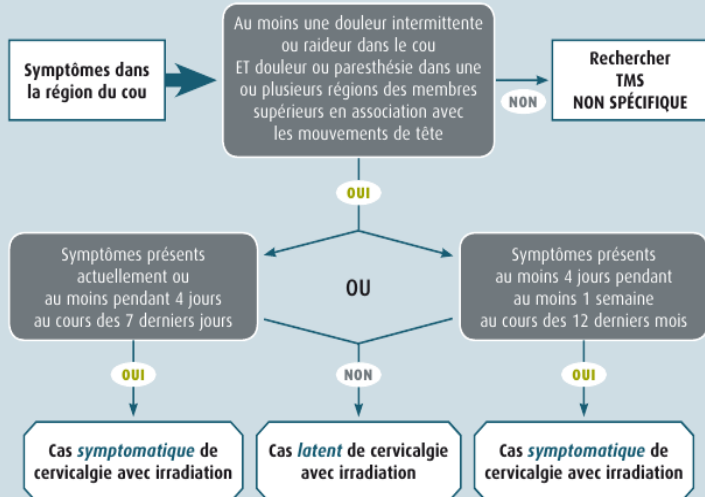 Symptômes dans
la région du cou
Au moins une douleur intermittente
ou raideur dans le cou
ET douleur ou paresthésie dans une
ou plusieurs régions des membres
supérieurs en association avec
les mouvements de tête
NON
Rechercher
TMS
NON SPÉCIFIQUE
OUI
Symptômes présents
actuellement ou
au moins pendant 4 jours
au cours des 7 derniers jours
OU
Symptômes présents
au moins 4 jours pendant
au moins 1 semaine
au cours des 12 derniers mois
OUI
NON
OUI
Cas symptomatique de
cervicalgie avec irradiation
Cas latent de cervicalgie
avec irradiation
Cas symptomatique de
cervicalgie avec irradiation